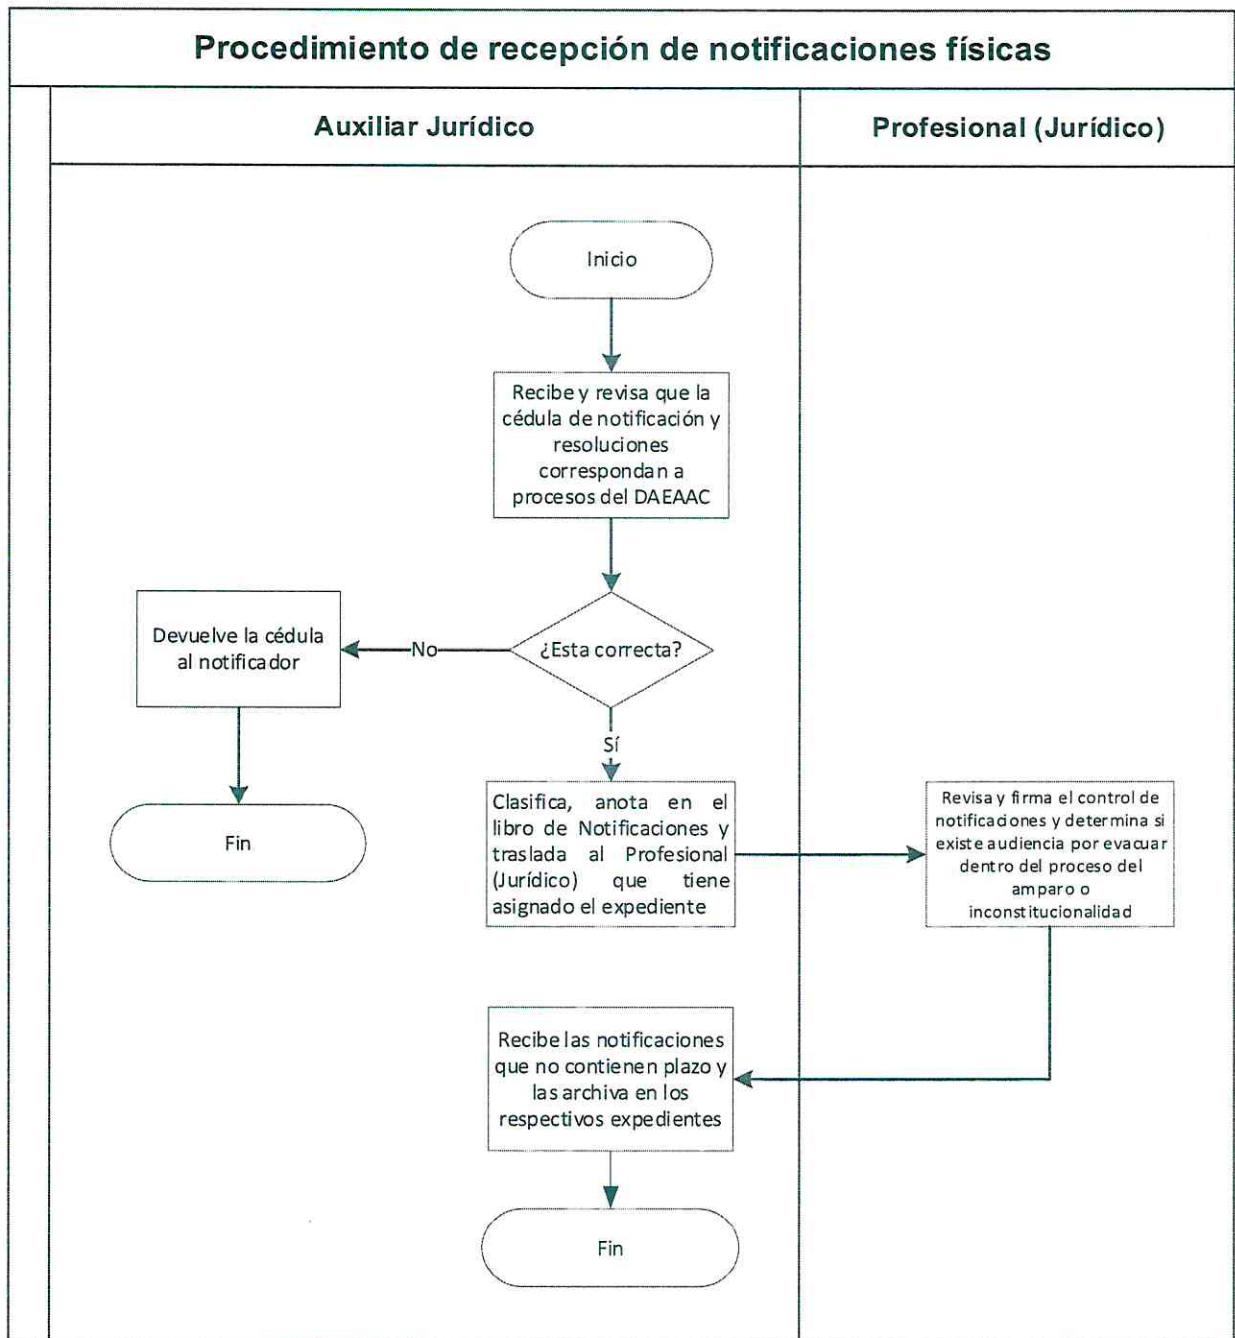 Procedimiento de recepción de notificaciones físicas
Auxiliar Jurídico
Profesional (Jurídico)
Inicio
Recibe y revisa que la
cédula de notificación y
resoluciones
correspondan a
procesos del DAEAAC
¿Esta correcta?
No
Devuelve la cédula
al notificador
Fin
Sí
Clasifica, anota en el
libro de Notificaciones y
traslada al Profesional
(Jurídico) que tiene
asignado el expediente
Revisa y firma el control de
notificaciones y determina si
existe audiencia por evacuar
dentro del proceso del
amparo o
inconstitucionalidad
Recibe las notificaciones
que no contienen plazo y
las archiva en los
respectivos expedientes
Fin